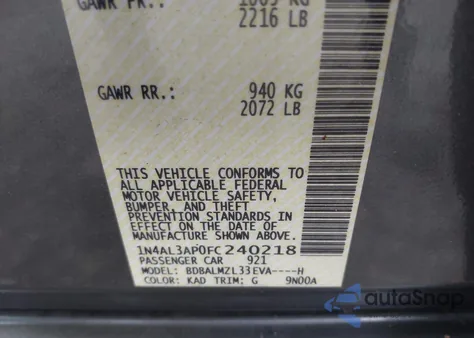 GAWR FR.:
2216 LB
GAWR RR.: 940 KG
2072 LB
THIS VEHICLE CONFORMS TO
ALL APPLICABLE FEDERAL
MOTOR VEHICLE SAFETY,
BUMPER, AND THEFT
PREVENTION STANDARDS IN
EFFECT ON THE DATE OF
MANUFACTURE SHOWN ABOVE.
1N4AL3AP0FC240218
PASSENGER CAR 921
MODEL: BDBALMZL33EVA----H
COLOR: KAD TRIM: G 9N00A
autoSnap